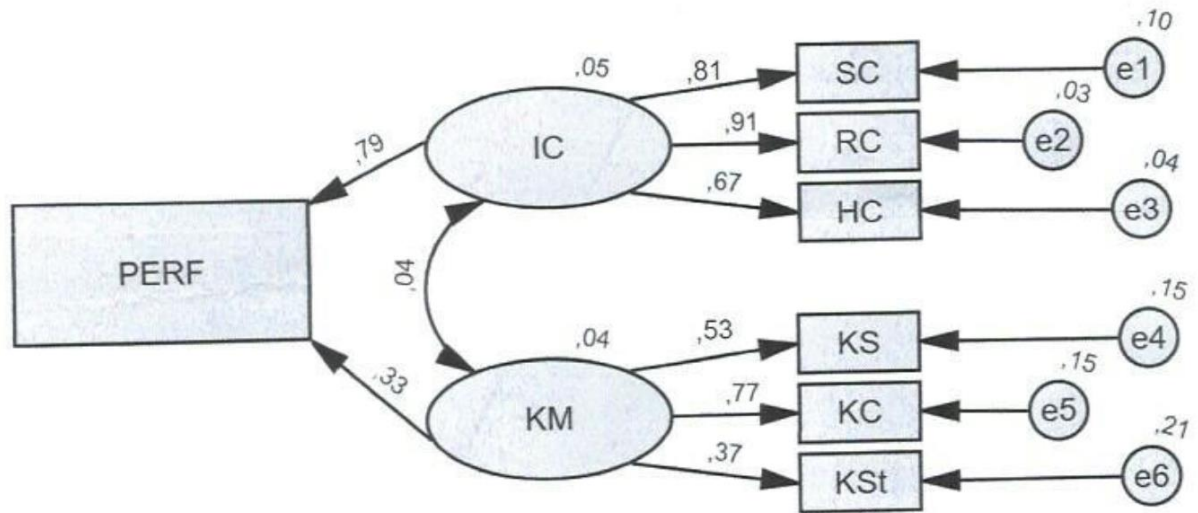 ,10
,05
,81
SC
e1
,03
,79
IC
,91
RC
e2
,04
,67
HC
e3
PERF
,04
,15
,04
,53
KS
e4
,15
,33
KM
,77
KC
e5
,21
,37
KSt
e6